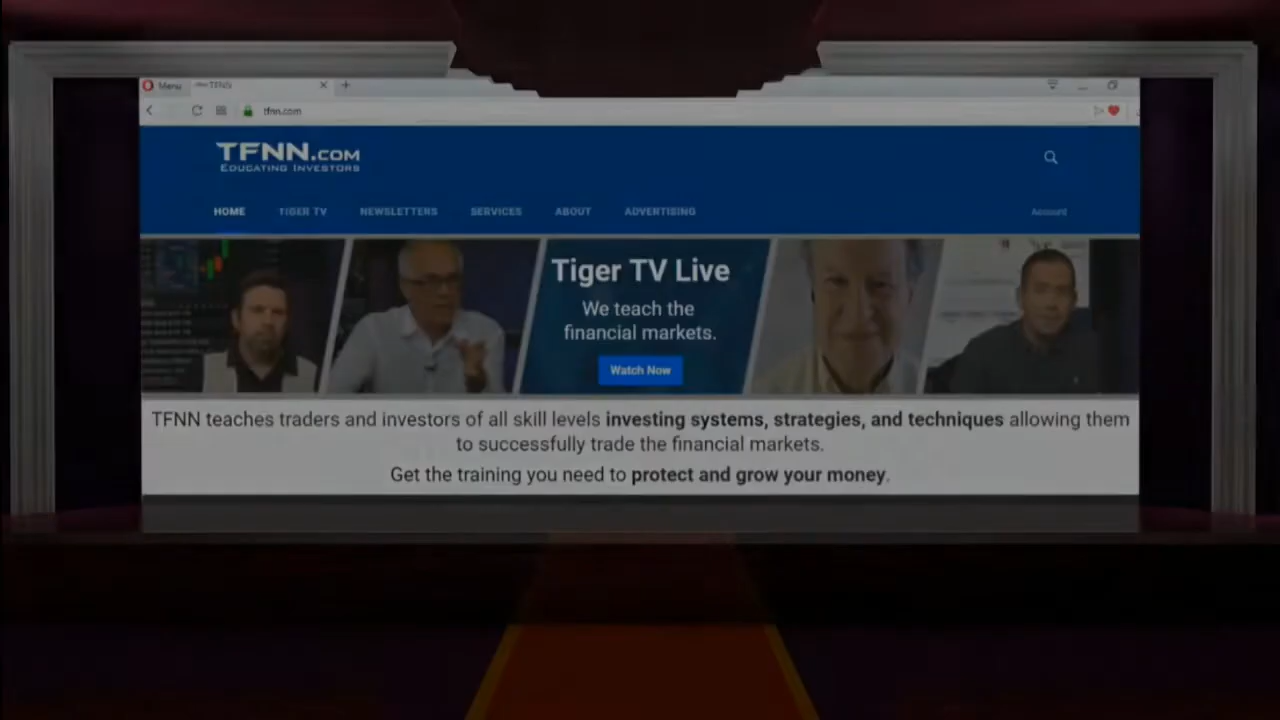 Menu
TFNN
tfnn.com
TFNN.COM
EDUCATING INVESTORS
HOME
TIGER TV
NEWSLETTERS
SERVICES
ABOUT
ADVERTISING
Account
Tiger TV Live
We teach the
financial markets.
Watch Now
TFNN teaches traders and investors of all skill levels investing systems, strategies, and techniques allowing them
to successfully trade the financial markets.
Get the training you need to protect and grow your money.